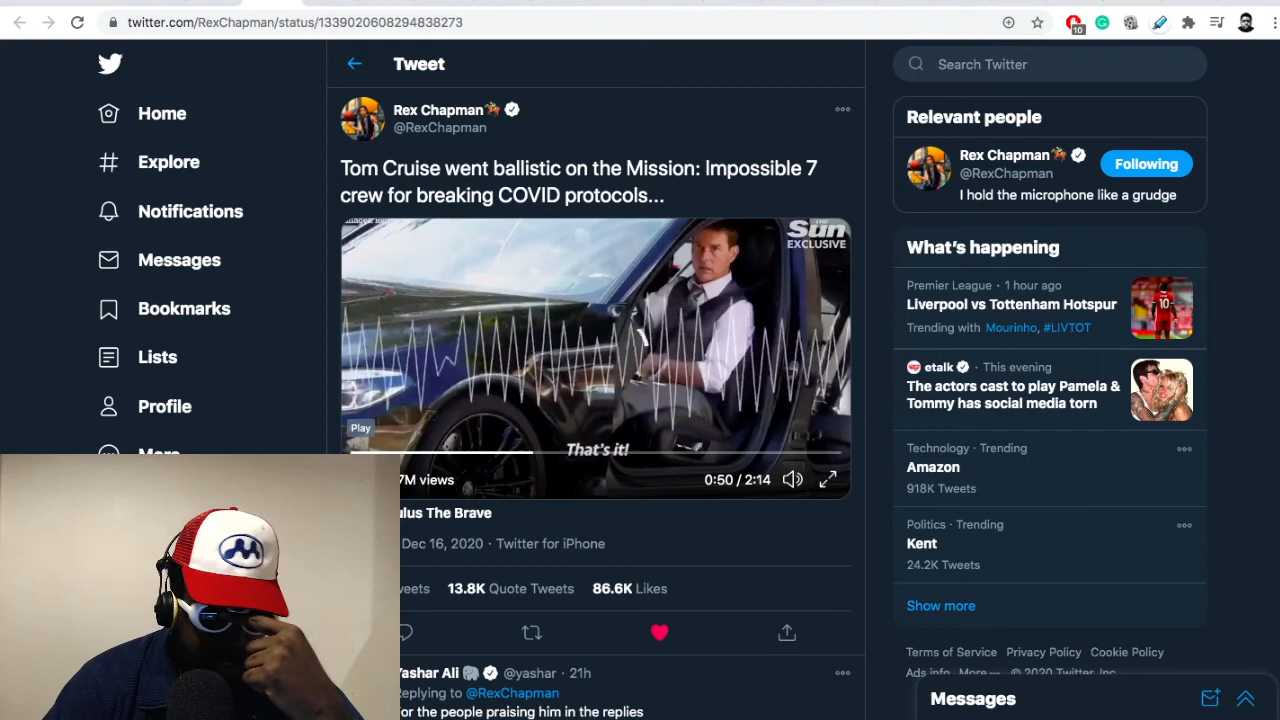 twitter.com/RexChapman/status/1339020608294838273
10
Home
Explore
Notifications
Messages
Bookmarks
Lists
Profile
More
Tweet
Rex Chapman
@RexChapman
Tom Cruise went ballistic on the Mission: Impossible 7
crew for breaking COVID protocols...
THE
Sun
EXCLUSIVE
Play
That's it!
7M views
0:50 / 2:14
ulus The Brave
Dec 16, 2020 · Twitter for iPhone
weets 13.8K Quote Tweets 86.6K Likes
Yashar Ali @yashar · 21h
Replying to @RexChapman
For the people praising him in the replies
Search Twitter
Relevant people
Rex Chapman
@RexChapman
Following
I hold the microphone like a grudge
What's happening
Premier League · 1 hour ago
Liverpool vs Tottenham Hotspur
Trending with Mourinho, #LIVTOT
10
etalk · This evening
The actors cast to play Pamela &
Tommy has social media torn
Technology · Trending
Amazon
918K Tweets
Politics · Trending
Kent
24.2K Tweets
Show more
Terms of Service Privacy Policy Cookie Policy
Ads info More © 2020 Twitter, Inc.
Messages
M